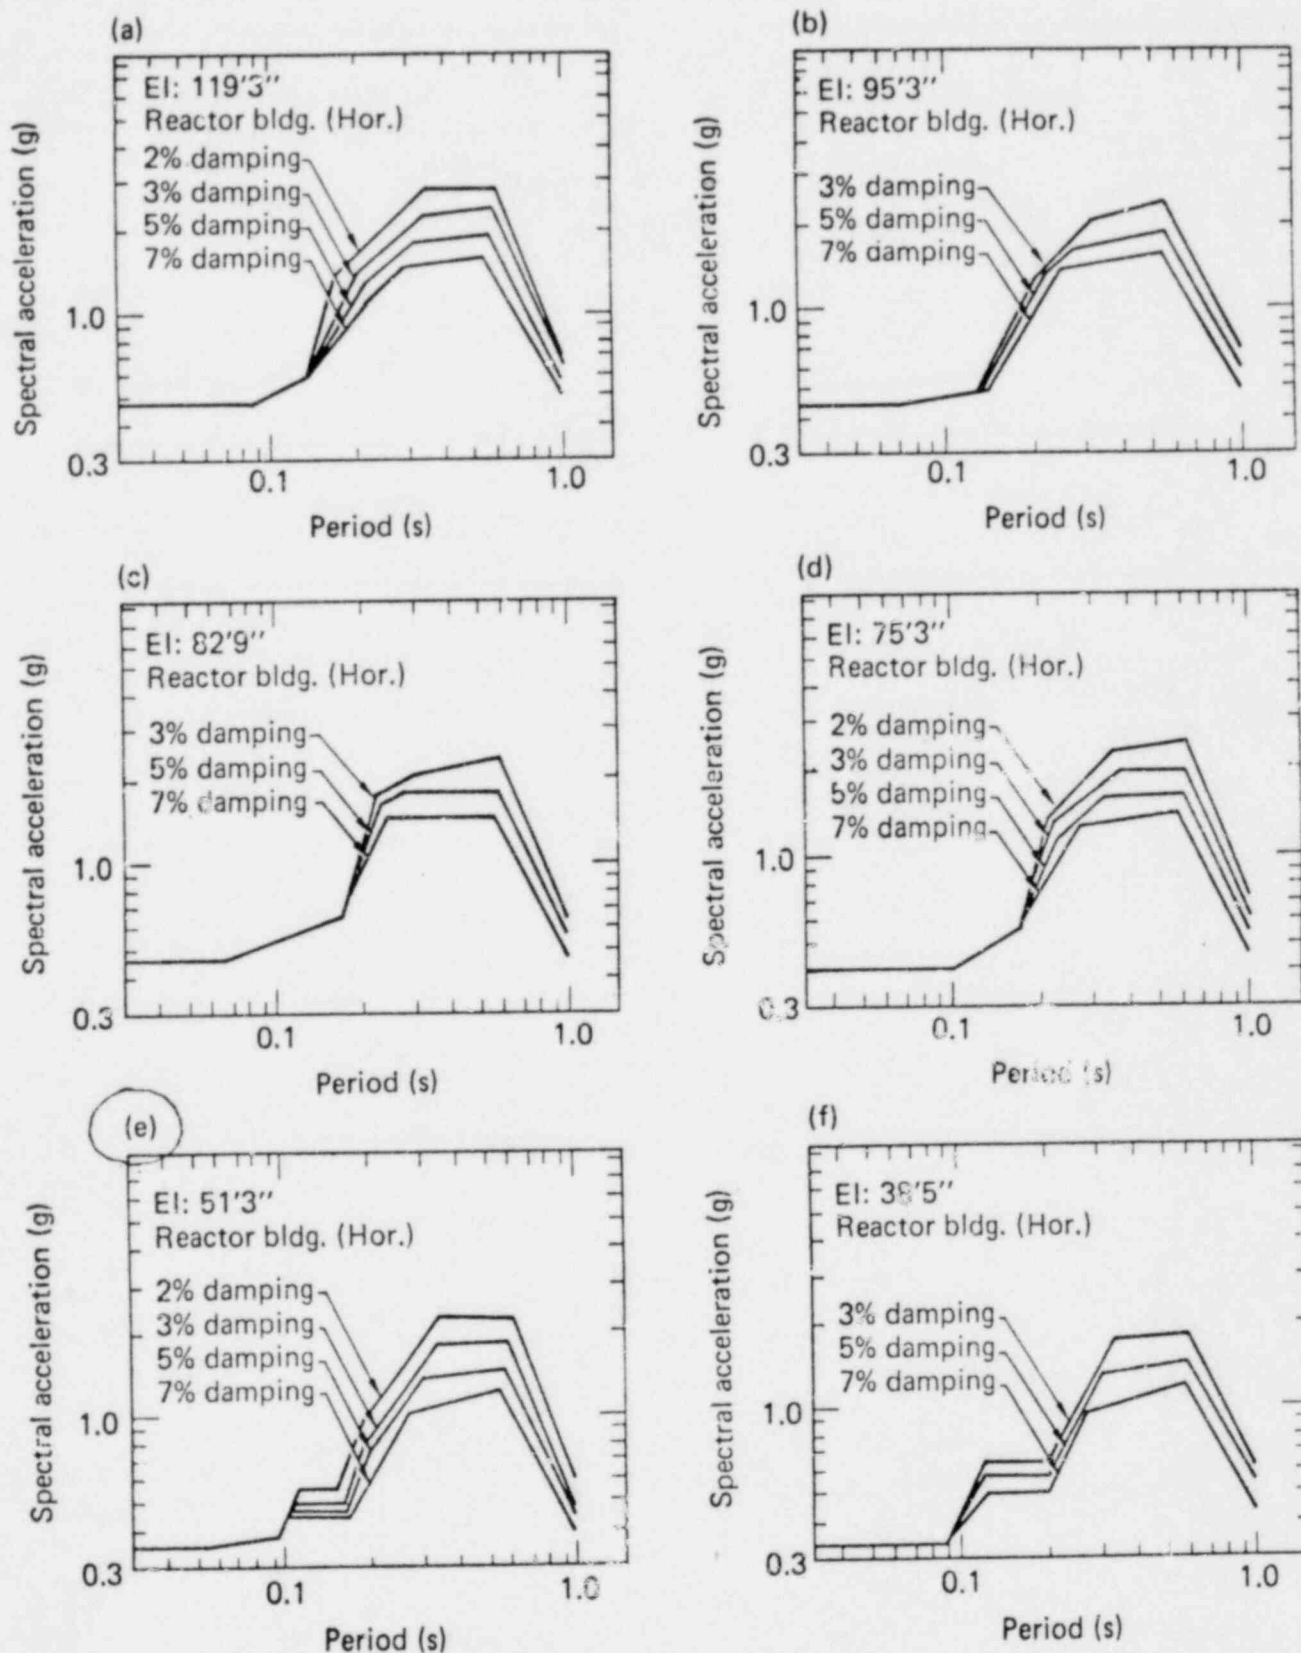 (a)
El: 119'3"
Reactor bldg. (Hor.)
2% damping
3% damping
5% damping
7% damping
Spectral acceleration (g)
1.0
0.3
0.1
1.0
Period (s)
(b)
El: 95'3"
Reactor bldg. (Hor.)
3% damping
5% damping
7% damping
Spectral acceleration (g)
1.0
0.3
0.1
1.0
Period (s)
(c)
El: 82'9"
Reactor bldg. (Hor.)
3% damping
5% damping
7% damping
Spectral acceleration (g)
1.0
0.3
0.1
1.0
Period (s)
(d)
El: 75'3"
Reactor bldg. (Hor.)
2% damping
3% damping
5% damping
7% damping
Spectral acceleration (g)
1.0
0.3
0.1
1.0
Period (s)
(e)
El: 51'3"
Reactor bldg. (Hor.)
2% damping
3% damping
5% damping
7% damping
Spectral acceleration (g)
1.0
0.3
0.1
1.0
Period (s)
(f)
El: 38'5"
Reactor bldg. (Hor.)
3% damping
5% damping
7% damping
Spectral acceleration (g)
1.0
0.3
0.1
1.0
Period (s)